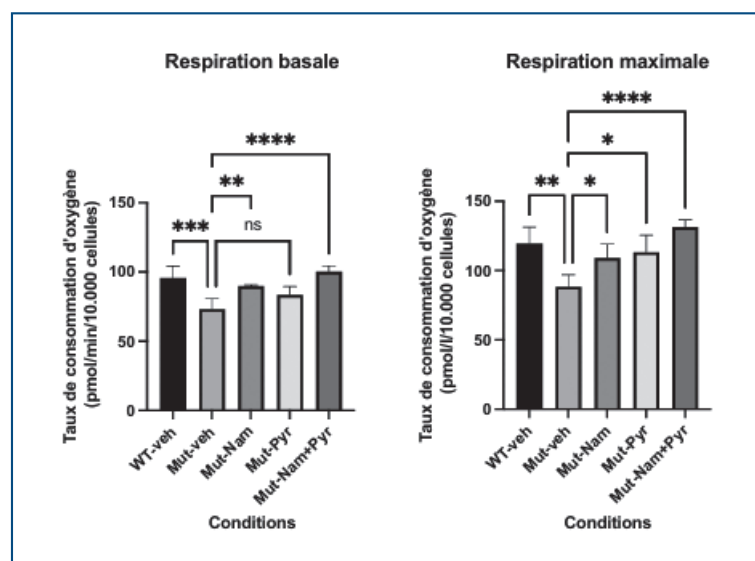 Respiration basale
****
**
***
ns
Taux de consommation d'oxygène
(pmol/min/10.000 cellules)
150
100
50
0
WT-veh
Mut-veh
Mut-Nam
Mut-Pyr
Mut-Nam+Pyr
Conditions
Respiration maximale
****
*
**
*
Taux de consommation d'oxygène
(pmol/l/10.000 cellules)
150
100
50
0
WT-veh
Mut-veh
Mut-Nam
Mut-Pyr
Mut-Nam+Pyr
Conditions